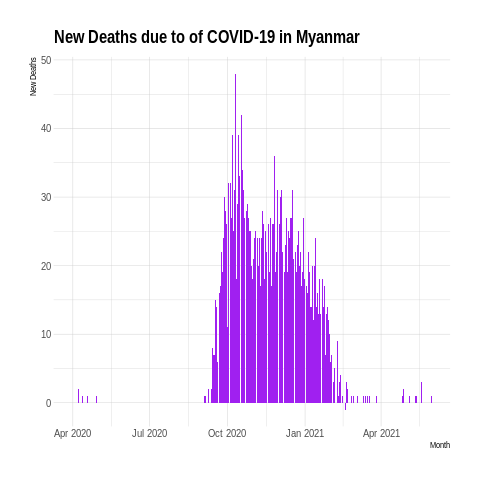 New Deaths due to of COVID-19 in Myanmar
New Deaths
50
40
30
20
10
0
Apr 2020 Jul 2020 Oct 2020 Jan 2021 Apr 2021
Month